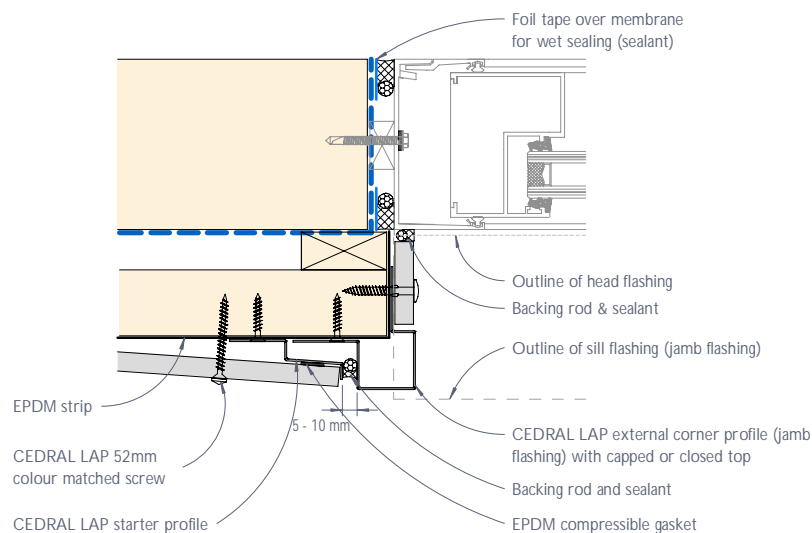 Foil tape over membrane
for wet sealing (sealant)
Outline of head flashing
Backing rod & sealant
Outline of sill flashing (jamb flashing)
EPDM strip
5 - 10 mm
CEDRAL LAP 52mm
colour matched screw
CEDRAL LAP external corner profile (jamb
flashing) with capped or closed top
Backing rod and sealant
CEDRAL LAP starter profile
EPDM compressible gasket